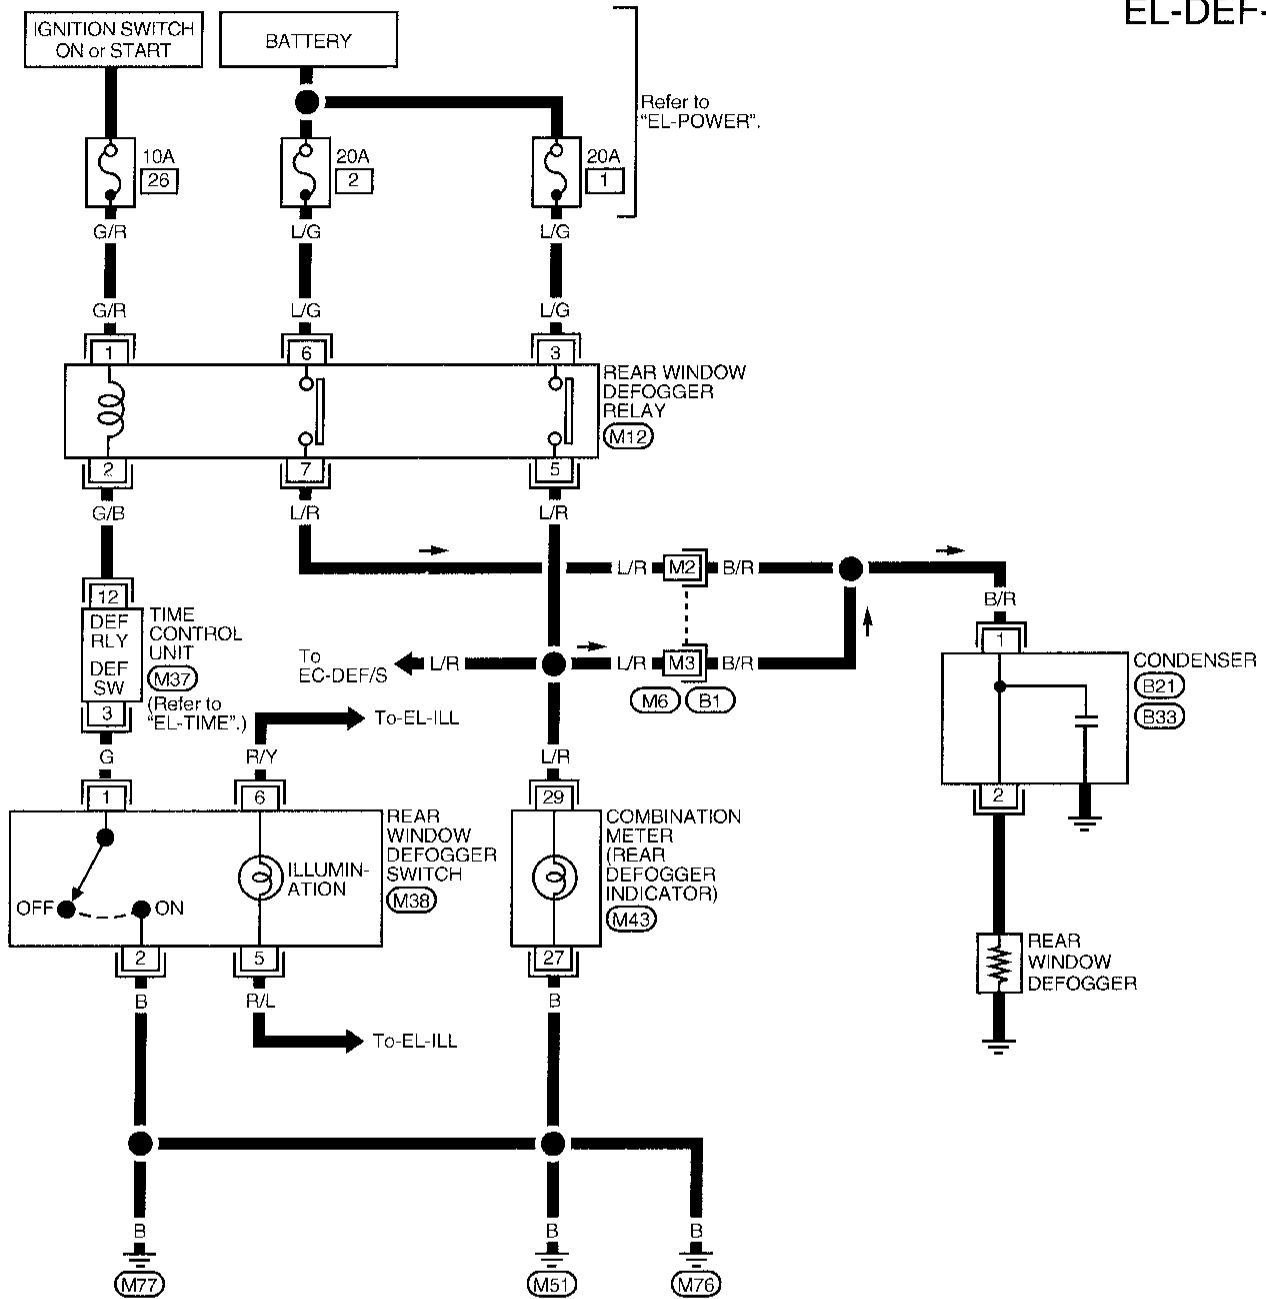 EL-DEF-
IGNITION SWITCH
ON or START
BATTERY
Refer to
"EL-POWER".
10A
26
20A
2
20A
1
G/R
L/G
L/G
G/R
L/G
L/G
1
6
3
REAR WINDOW
DEFOGGER
RELAY
M12
2
7
5
G/B
L/R
L/R
L/R
M2
B/R
B/R
12
DEF
RLY
DEF
SW
TIME
CONTROL
UNIT
M37
(Refer to
"EL-TIME".)
3
To
EC-DEF/S
L/R
L/R
M3
B/R
M6
B1
1
CONDENSER
B21
B33
2
To-EL-ILL
G
R/Y
L/R
1
6
29
REAR
WINDOW
DEFOGGER
SWITCH
M38
ILLUMIN-
ATION
OFF
ON
COMBINATION
METER
(REAR
DEFOGGER
INDICATOR)
M43
2
5
27
REAR
WINDOW
DEFOGGER
B
R/L
B
To-EL-ILL
B
B
B
M77
M51
M76